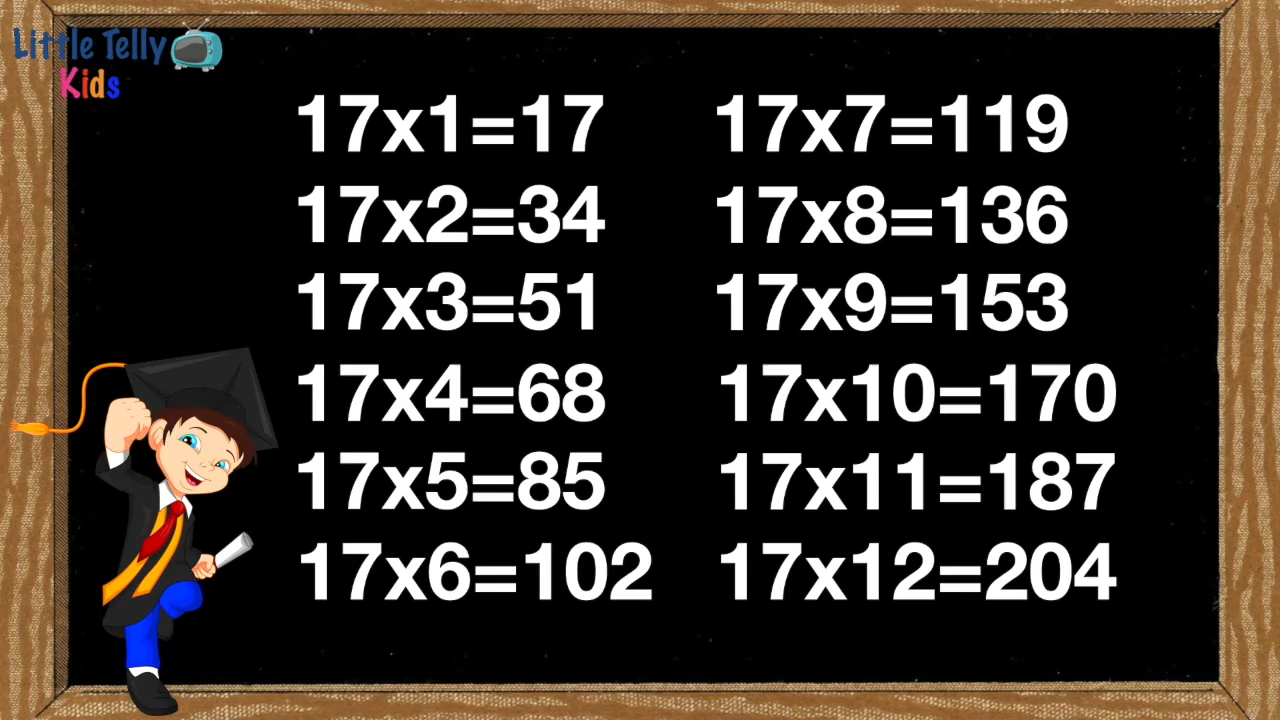 Little Telly
Kids
17x1=17
17x2=34
17x3=51
17x4=68
17x5=85
17x6=102
17x7=119
17x8=136
17x9=153
17x10=170
17x11=187
17x12=204